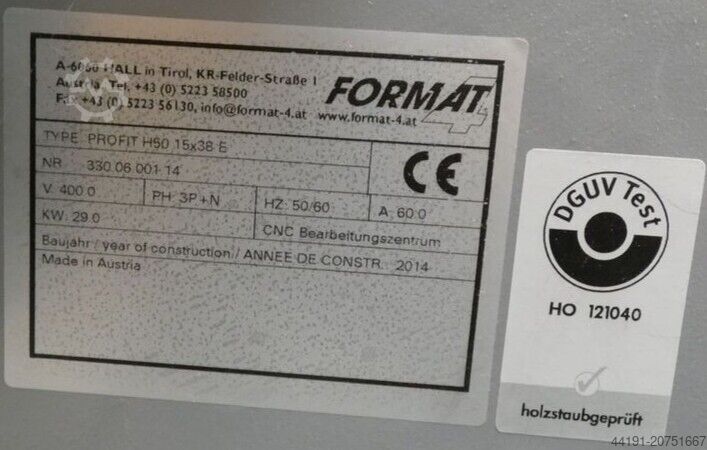 A-6060 HALL in Tirol, KR-Felder-Straße 1
Austria, Tel. +43 (0) 5223 58500
Fax +43 (0) 5223 56130, info@format-4.at www.format-4.at
FORMAT 4
TYPE PROFIT H50 15x38 E
NR. 330.06.001.14
CE
V. 400.0 PH: 3P+N HZ: 50/60 A: 60.0
KW: 29.0 CNC Bearbeitungszentrum
Baujahr / year of construction / ANNEE DE CONSTR.: 2014
Made in Austria
DGUV Test
HO 121040
holzstaubgeprüft
44191-20751667